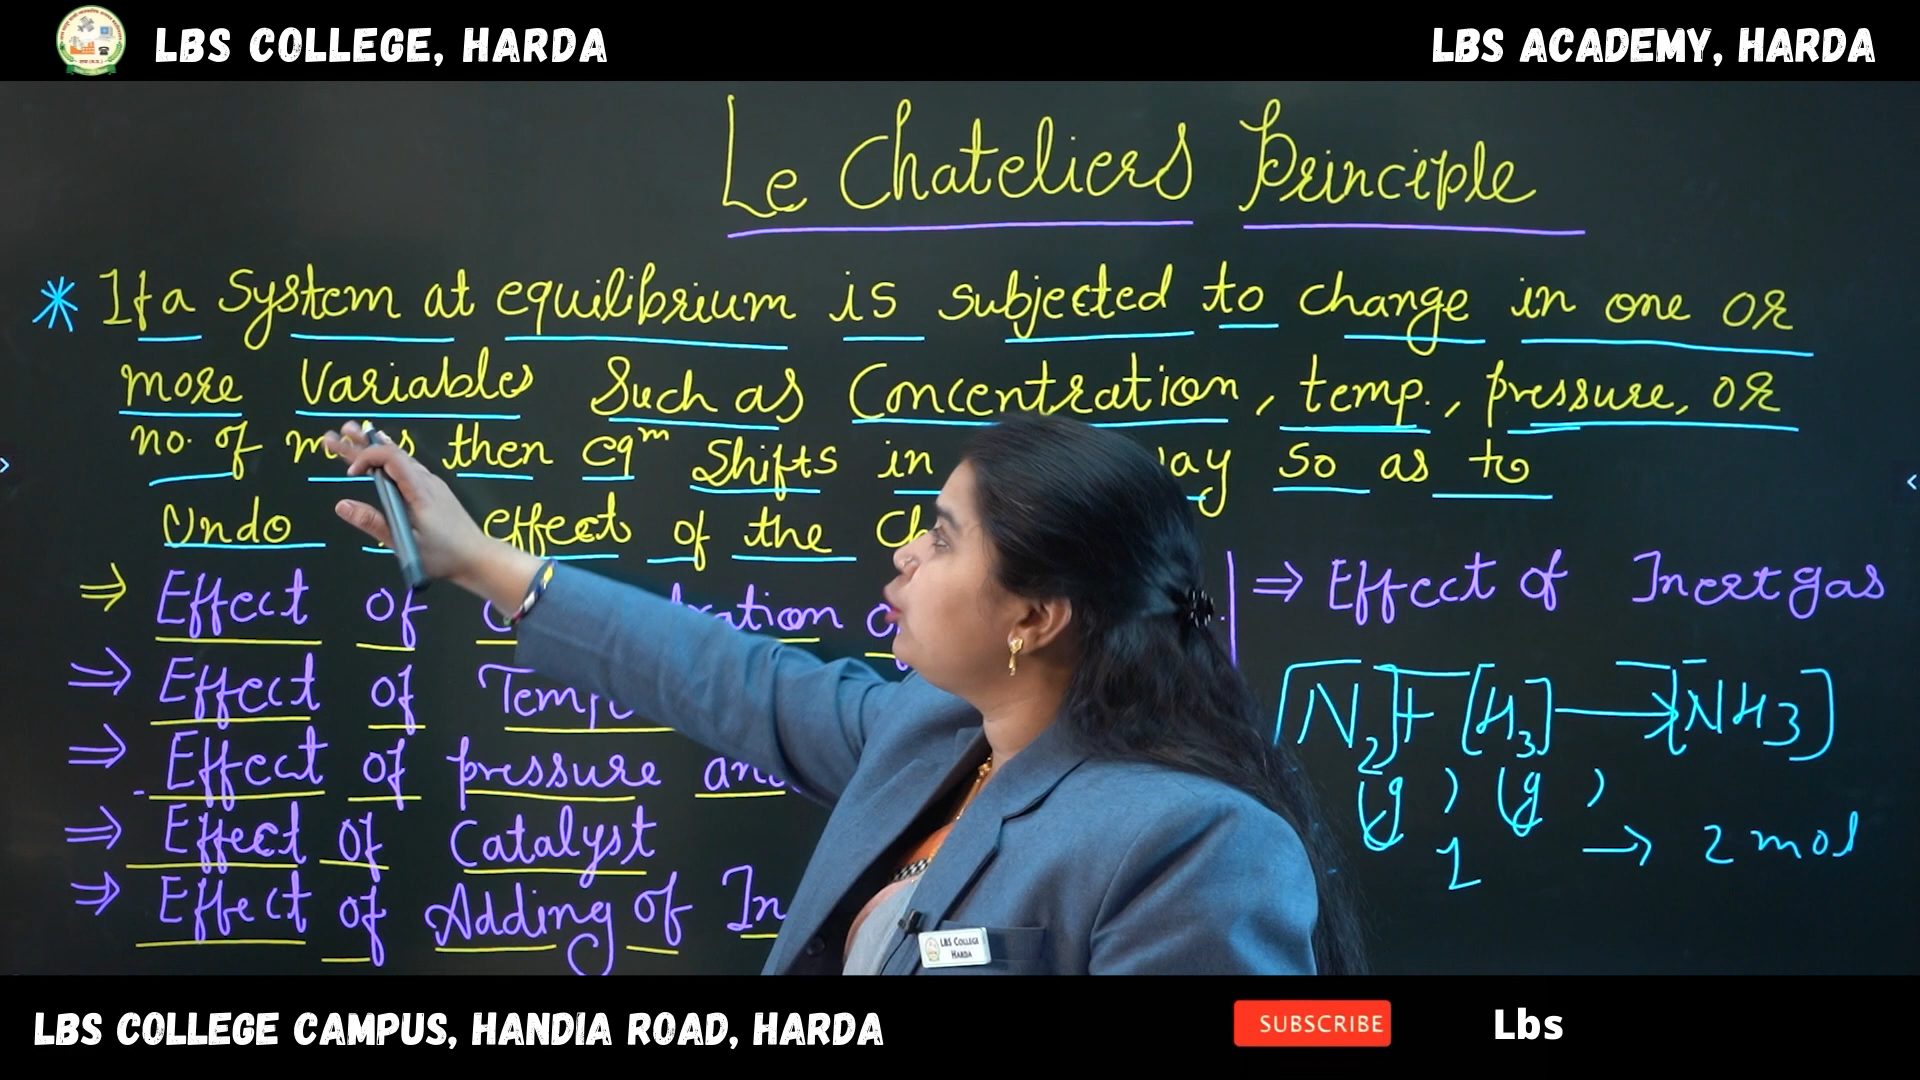 LBS COLLEGE, HARDA
LBS ACADEMY, HARDA
Le Chateliers Principle
If a System at equilibrium is subjected to change in one or
more Variables Such as Concentration, temp., pressure, or
no. of then eqᵐ Shifts in so as to
Undo effect of the
⇒ Effect of
⇒ Effect of
⇒ Effect of pressure
⇒ Effect of Catalyst
⇒ Effect of Adding of
⇒ Effect of Inert gas
[N₂]+ [H₃] → [NH3]
(g) (g)
1 → 2 mol
LBS COLLEGE
HARDA
LBS COLLEGE CAMPUS, HANDIA ROAD, HARDA
SUBSCRIBE
Lbs